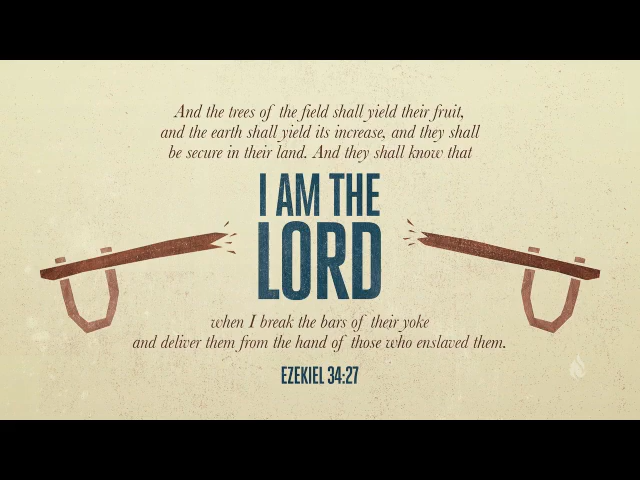 And the trees of the field shall yield their fruit,
and the earth shall yield its increase, and they shall
be secure in their land. And they shall know that
I AM THE
LORD
when I break the bars of their yoke
and deliver them from the hand of those who enslaved them.
EZEKIEL 34:27